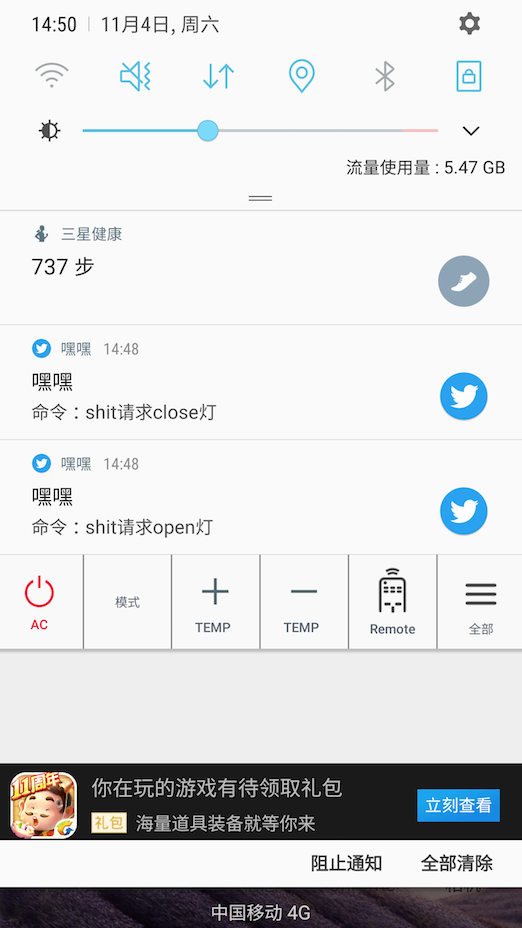 14:50 11月4日, 周六
流量使用量 : 5.47 GB
三星健康
737 步
嘿嘿 14:48
嘿嘿
命令：shit请求close灯
嘿嘿 14:48
嘿嘿
命令：shit请求open灯
AC 模式 TEMP TEMP Remote 全部
11周年
你在玩的游戏有待领取礼包
礼包 海量道具装备就等你来
立刻查看
阻止通知 全部清除
中国移动 4G